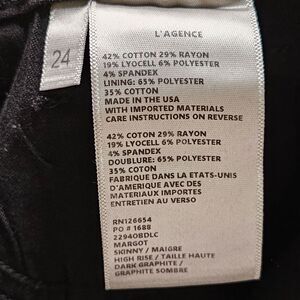 L'AGENCE
24
42% COTTON 29% RAYON
19% LYOCELL 6% POLYESTER
4% SPANDEX
LINING: 65% POLYESTER
35% COTTON
MADE IN THE USA
WITH IMPORTED MATERIALS
CARE INSTRUCTIONS ON REVERSE
42% COTON 29% RAYON
19% LYOCELL 6% POLYESTER
4% SPANDEX
DOUBLURE: 65% POLYESTER
35% COTON
FABRIQUE DANS LA ETATS-UNIS
D'AMERIQUE AVEC DES
MATERIAUX IMPORTES
ENTRETIEN AU VERSO
RN126654
PO # 1688
2294OBDLC
MARGOT
SKINNY / MAIGRE
HIGH RISE / TAILLE HAUTE
DARK GRAPHITE /
GRAPHITE SOMBRE